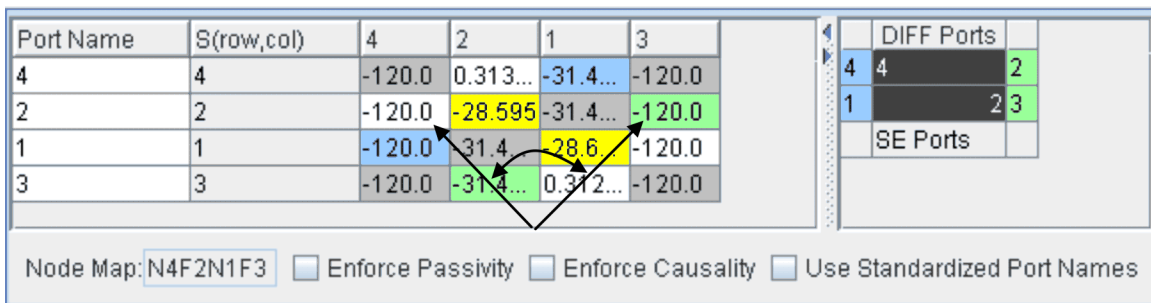 Port Name S(row,col) 4 2 1 3
4 4 -120.0 0.313... -31.4... -120.0
2 2 -120.0 -28.595 -31.4... -120.0
1 1 -120.0 -31.4... -28.6... -120.0
3 3 -120.0 -31.4... 0.312... -120.0
DIFF Ports
4 4 2
1 2 3
SE Ports
Node Map: N4F2N1F3 Enforce Passivity Enforce Causality Use Standardized Port Names